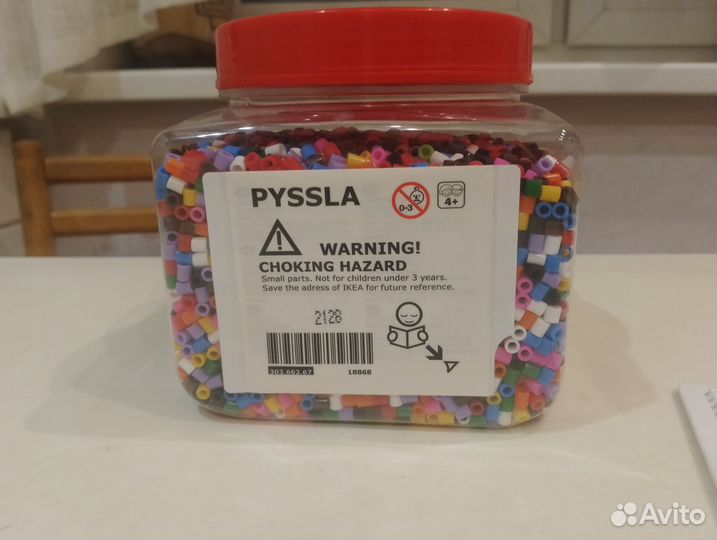 PYSSLA
0-3
4+
WARNING!
CHOKING HAZARD
Small parts. Not for children under 3 years.
Save the adress of IKEA for future reference.
2126
303.662.67
18868
Avito